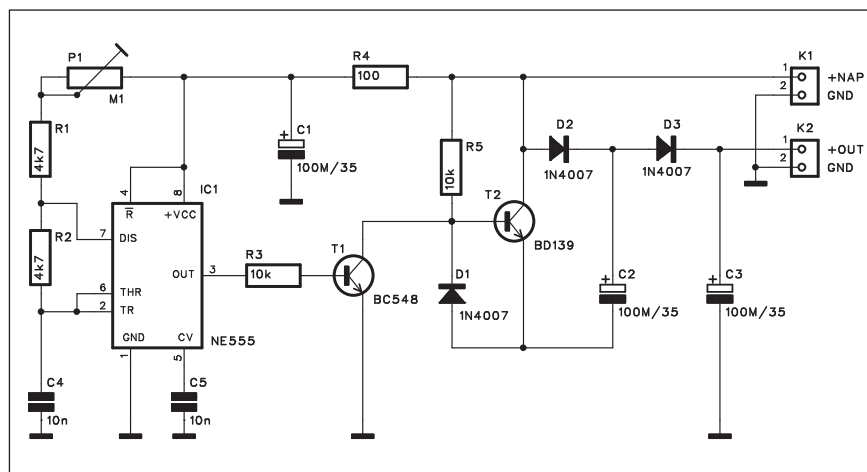 P1
M1
R1
4k7
R2
4k7
C4
10n
4
8
IC1
R
+VCC
7
DIS
OUT
3
6
THR
2
TR
GND
CV
NE555
1
5
C5
10n
R3
10k
T1
BC548
C1
+
100M/35
R4
100
R5
10k
D1
1N4007
T2
BD139
D2
1N4007
D3
1N4007
C2
+
100M/35
C3
+
100M/35
K1
1
+NAP
2
GND
K2
1
+OUT
2
GND